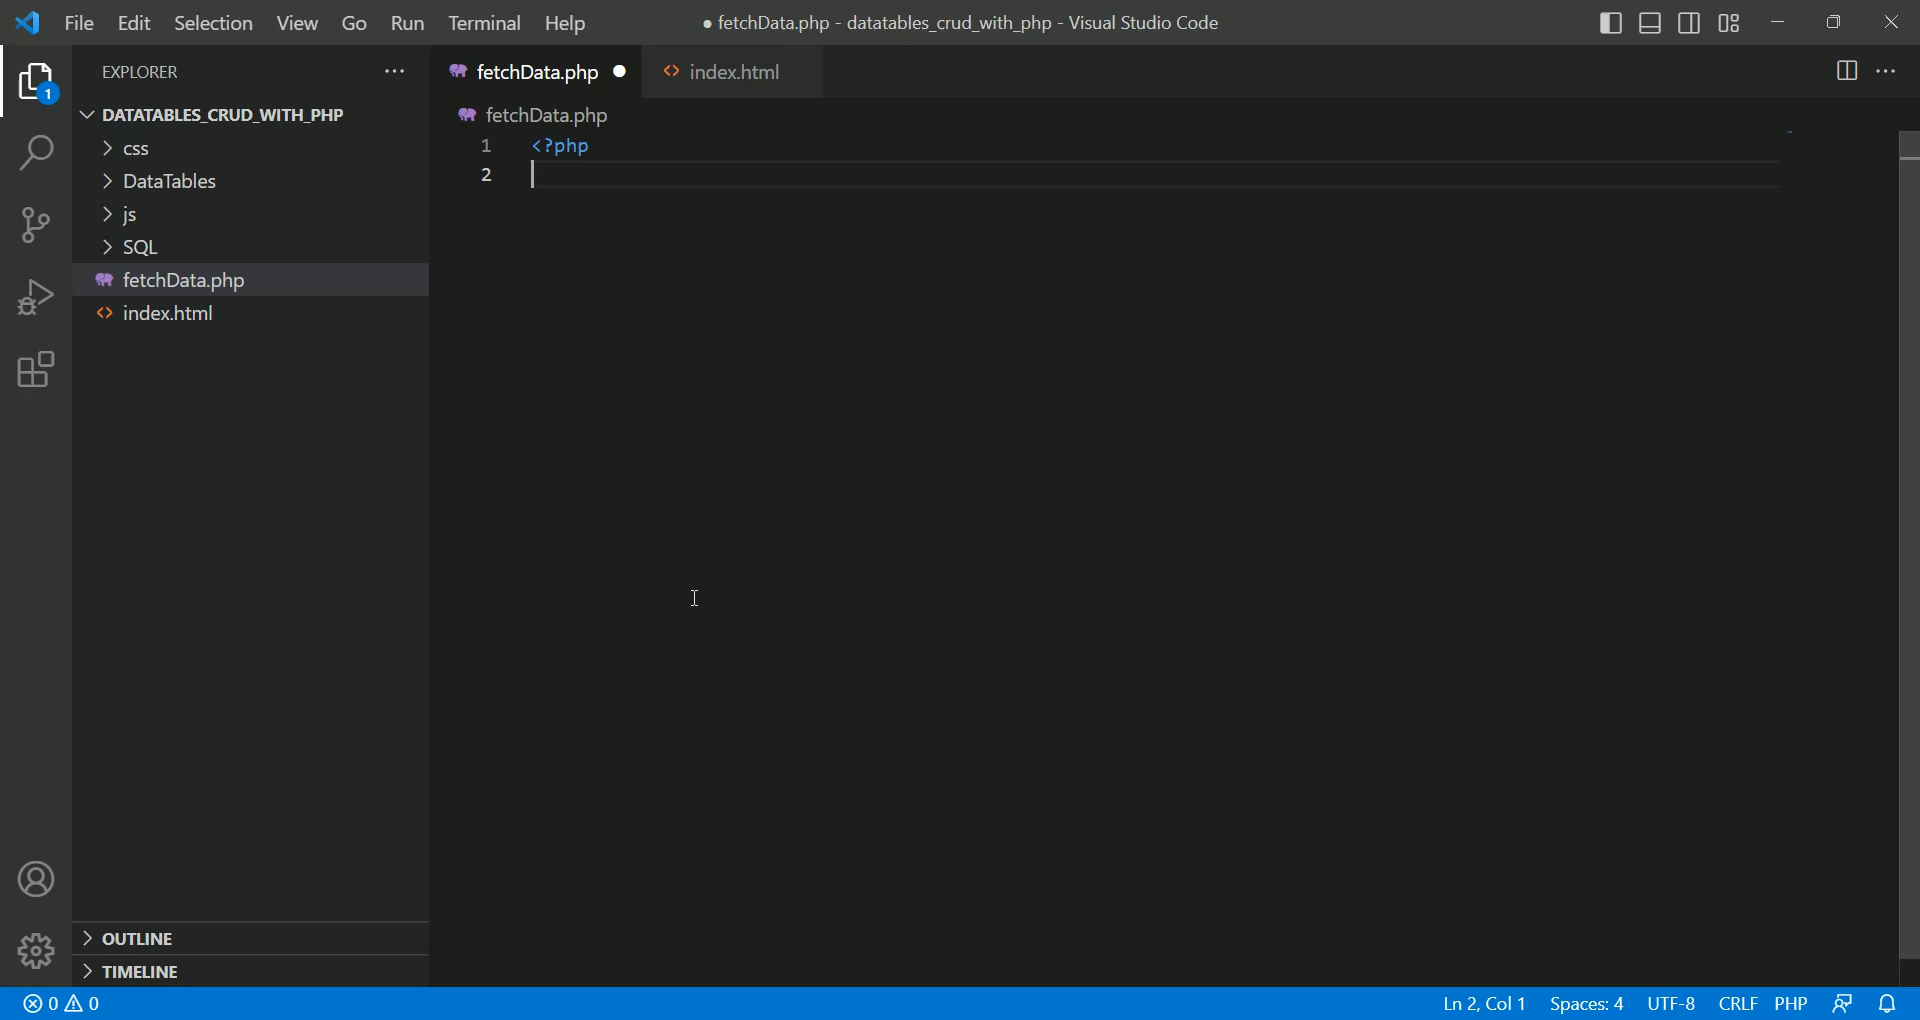 File Edit Selection View Go Run Terminal Help
● fetchData.php - datatables_crud_with_php - Visual Studio Code
1
EXPLORER
DATATABLES_CRUD_WITH_PHP
css
DataTables
js
SQL
fetchData.php
index.html
OUTLINE
TIMELINE
fetchData.php
index.html
fetchData.php
1 <?php
2
0 0
Ln 2, Col 1 Spaces: 4 UTF-8 CRLF PHP